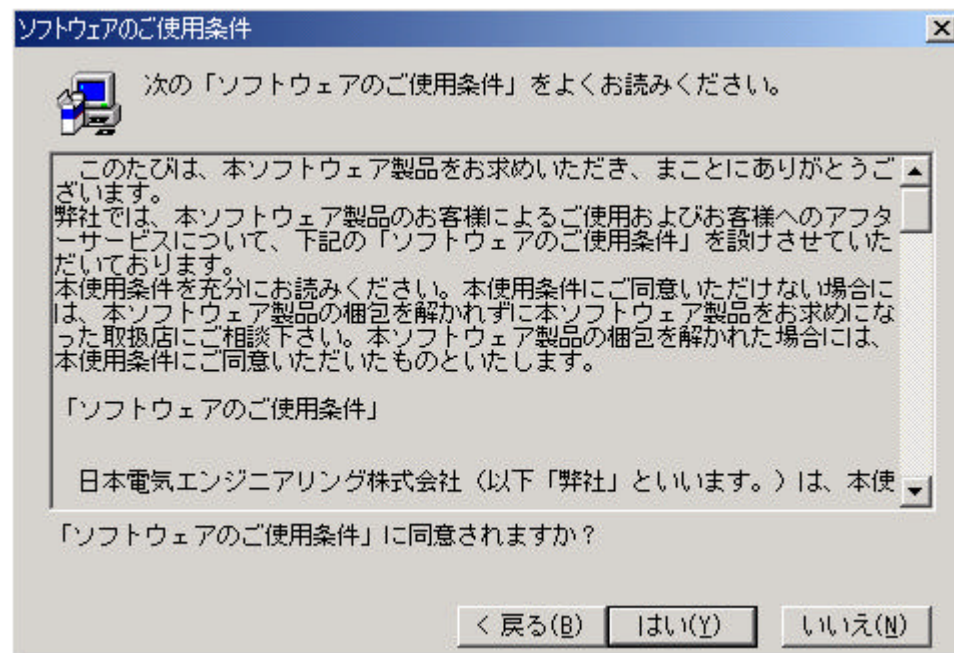 ソフトウェアのご使用条件
次の「ソフトウェアのご使用条件」をよくお読みください。
このたびは、本ソフトウェア製品をお求めいただき、まことにありがとうご
ざいます。
弊社では、本ソフトウェア製品のお客様によるご使用およびお客様へのアフタ
ーサービスについて、下記の「ソフトウェアのご使用条件」を設けさせていた
だいております。
本使用条件を充分にお読みください。本使用条件にご同意いただけない場合に
は、本ソフトウェア製品の梱包を解かれずに本ソフトウェア製品をお求めにな
った取扱店にご相談下さい。本ソフトウェア製品の梱包を解かれた場合には、
本使用条件にご同意いただいたものといたします。
「ソフトウェアのご使用条件」
日本電気エンジニアリング株式会社（以下「弊社」といいます。）は、本使
「ソフトウェアのご使用条件」に同意されますか？
< 戻る(B) はい(Y) いいえ(N)